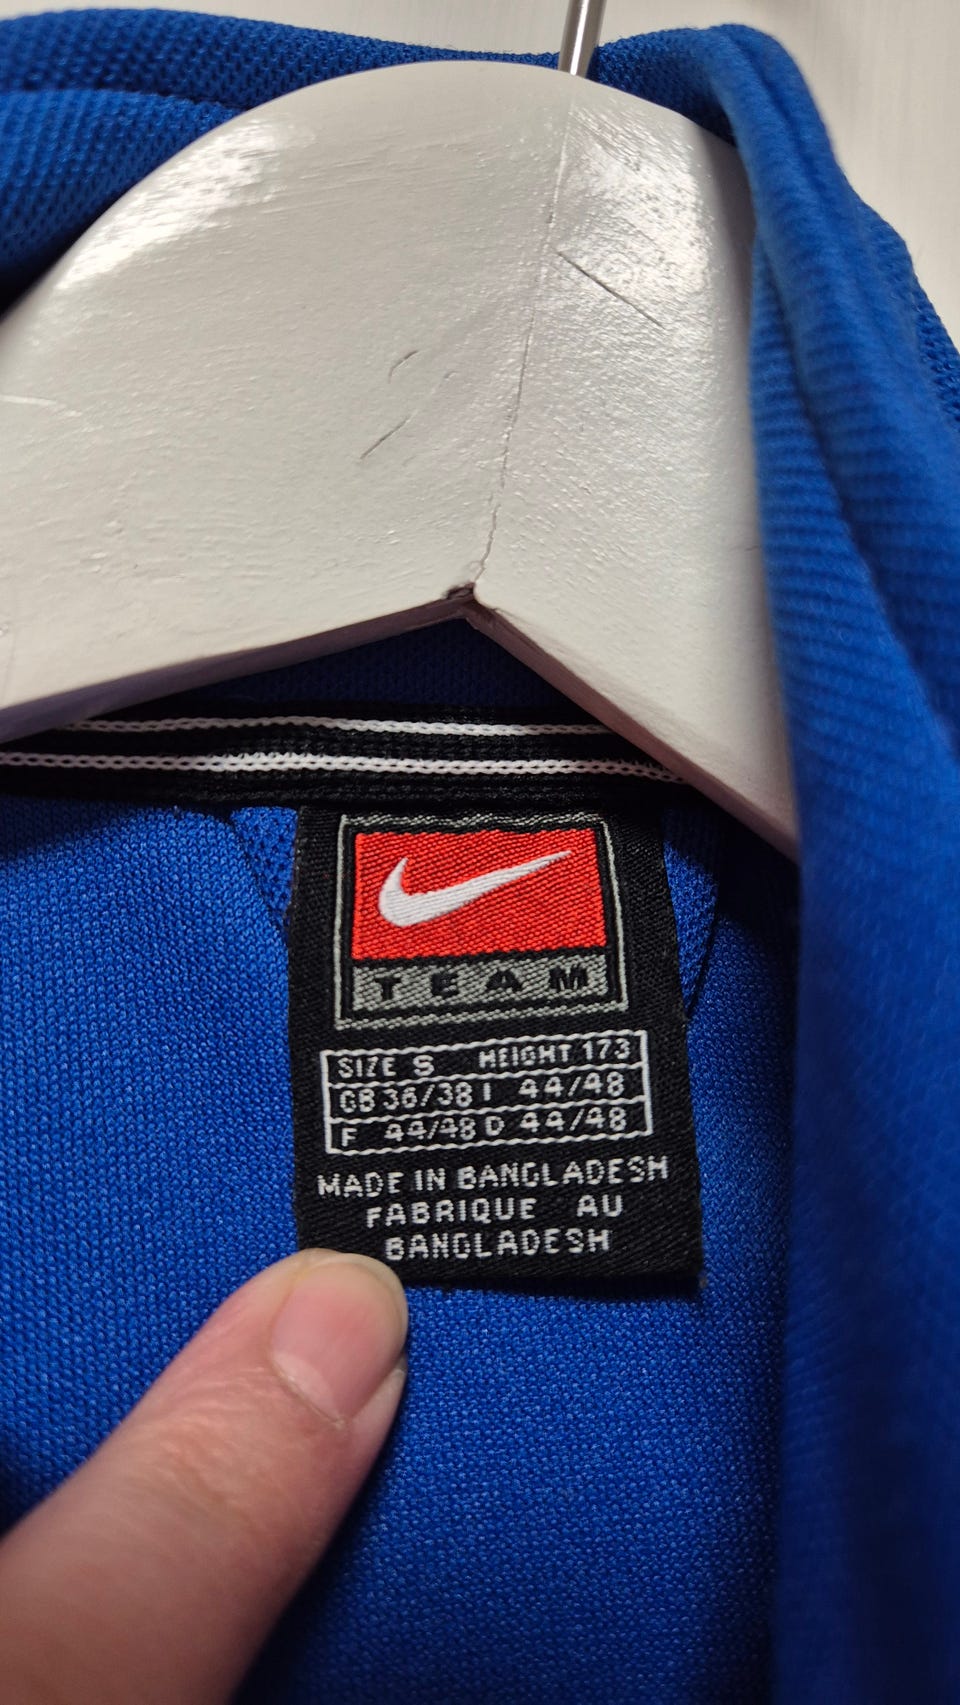 TEAM
SIZE S HEIGHT 173
GB 36/38 I 44/48
F 44/48 D 44/48
MADE IN BANGLADESH
FABRIQUE AU
BANGLADESH